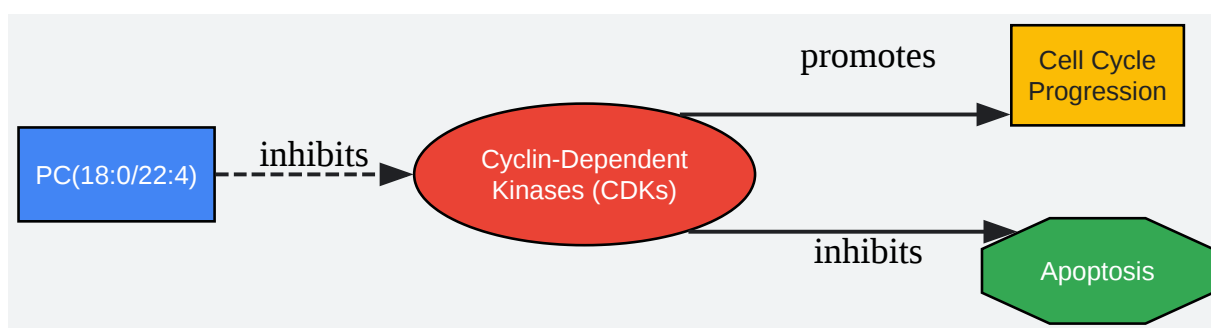 PC(18:0/22:4)
inhibits
Cyclin-Dependent
Kinases (CDKs)
promotes
Cell Cycle
Progression
inhibits
Apoptosis